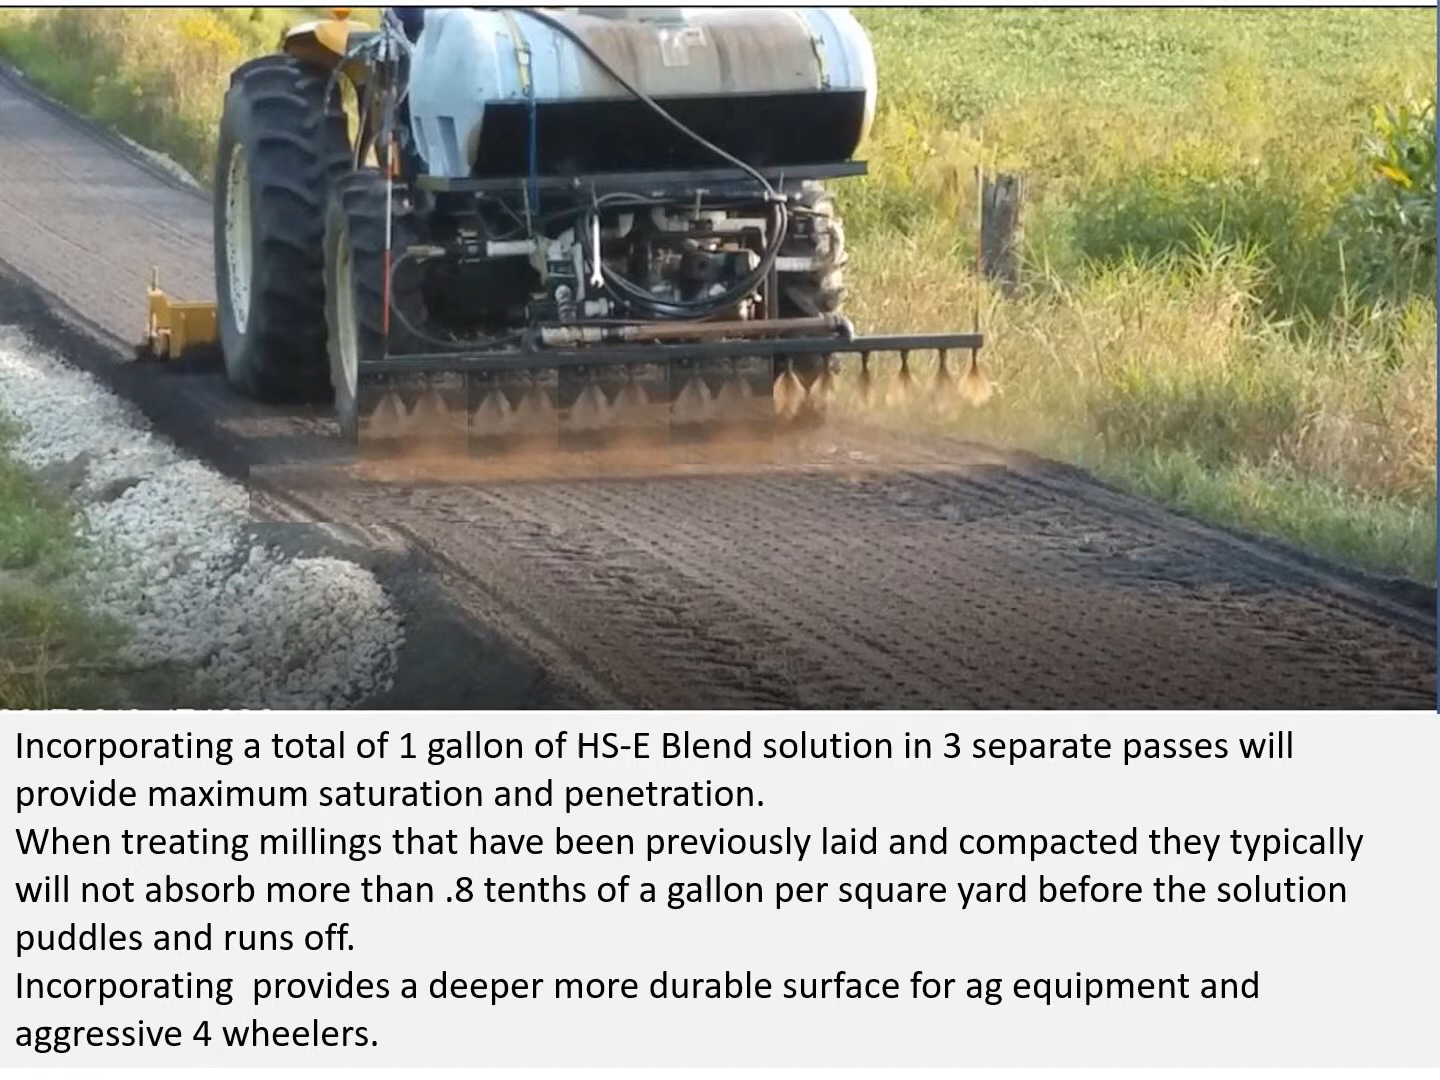 Incorporating a total of 1 gallon of HS-E Blend solution in 3 separate passes will
provide maximum saturation and penetration.
When treating millings that have been previously laid and compacted they typically
will not absorb more than .8 tenths of a gallon per square yard before the solution
puddles and runs off.
Incorporating  provides a deeper more durable surface for ag equipment and
aggressive 4 wheelers.